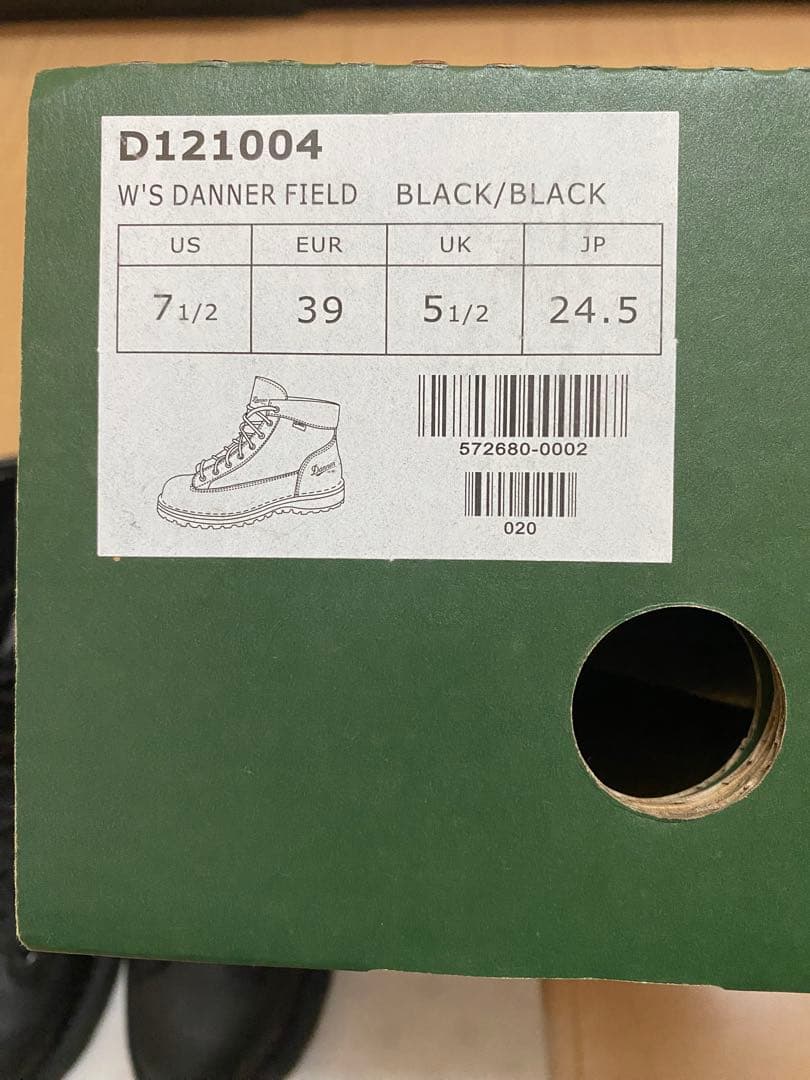 D121004
W'S DANNER FIELD BLACK/BLACK
US EUR UK JP
7 1/2 39 5 1/2 24.5
Danner
572680-0002
020